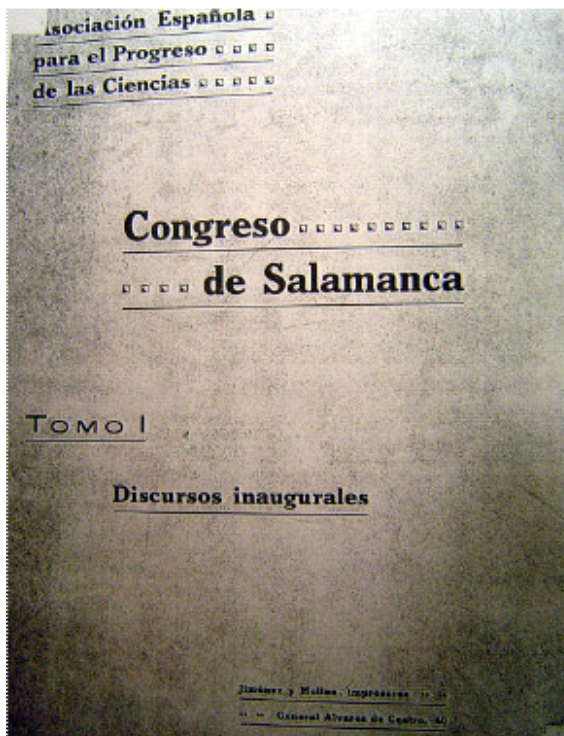 Asociación Española
para el Progreso
de las Ciencias
Congreso
de Salamanca
TOMO I
Discursos inaugurales
Jiménez y Molina, impresores
General Alvarez de Castro, 40